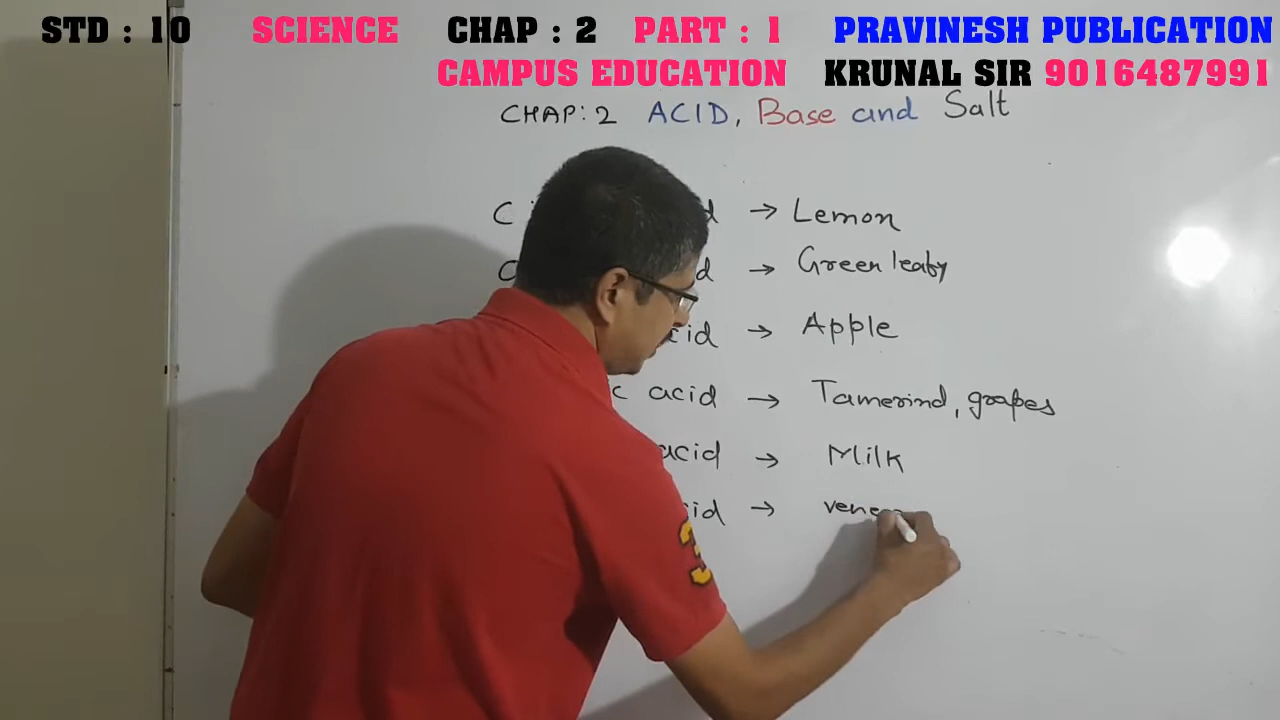 STD : 10 SCIENCE CHAP : 2 PART : 1 PRAVINESH PUBLICATION
CAMPUS EDUCATION KRUNAL SIR 9016487991
CHAP: 2 ACID, Base and Salt
→ Lemon
→ Green leafy
→ Apple
acid → Tamerind, grapes
acid → Milk
→